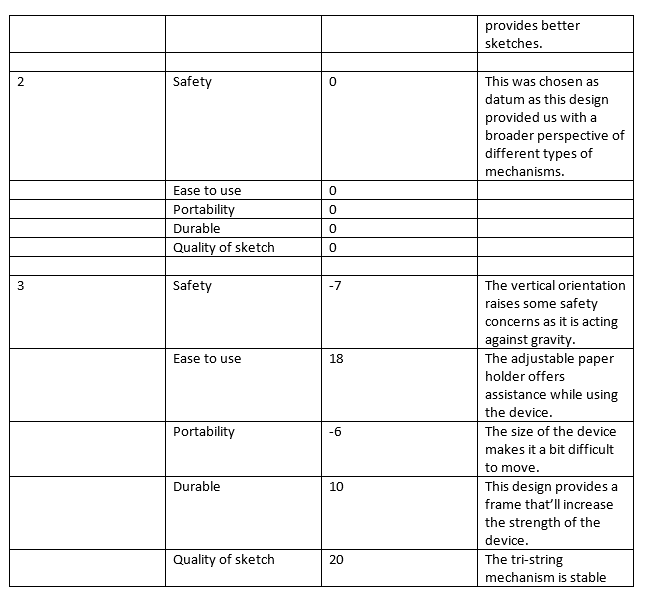 provides better
sketches.
2 Safety 0 This was chosen as
datum as this design
provided us with a
broader perspective of
different types of
mechanisms.
Ease to use 0
Portability 0
Durable 0
Quality of sketch 0
3 Safety -7 The vertical orientation
raises some safety
concerns as it is acting
against gravity.
Ease to use 18 The adjustable paper
holder offers
assistance while using
the device.
Portability -6 The size of the device
makes it a bit difficult
to move.
Durable 10 This design provides a
frame that'll increase
the strength of the
device.
Quality of sketch 20 The tri-string
mechanism is stable